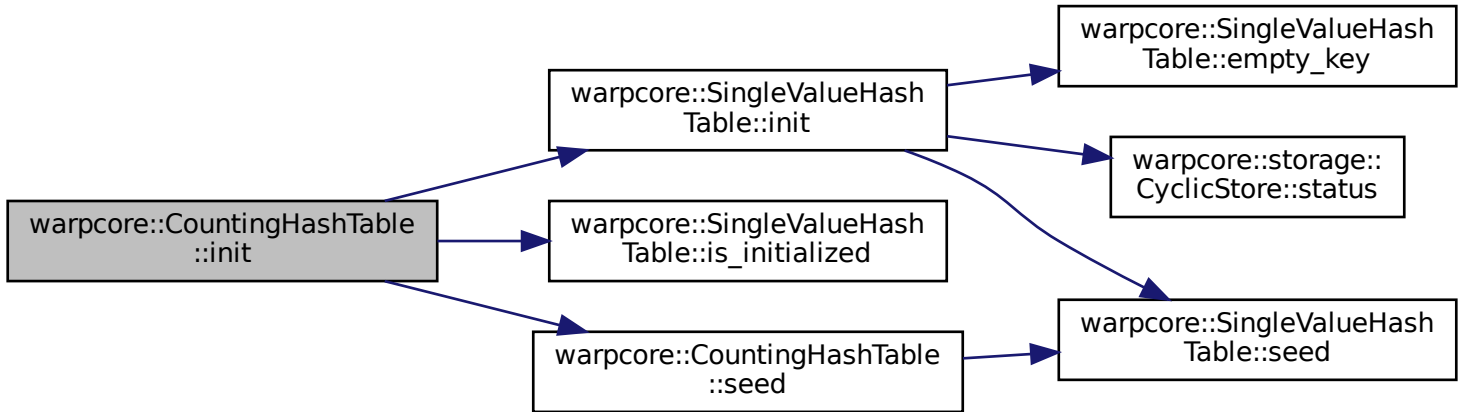 warpcore::CountingHashTable
::init
warpcore::SingleValueHash
Table::init
warpcore::SingleValueHash
Table::is_initialized
warpcore::CountingHashTable
::seed
warpcore::SingleValueHash
Table::empty_key
warpcore::storage::
CyclicStore::status
warpcore::SingleValueHash
Table::seed